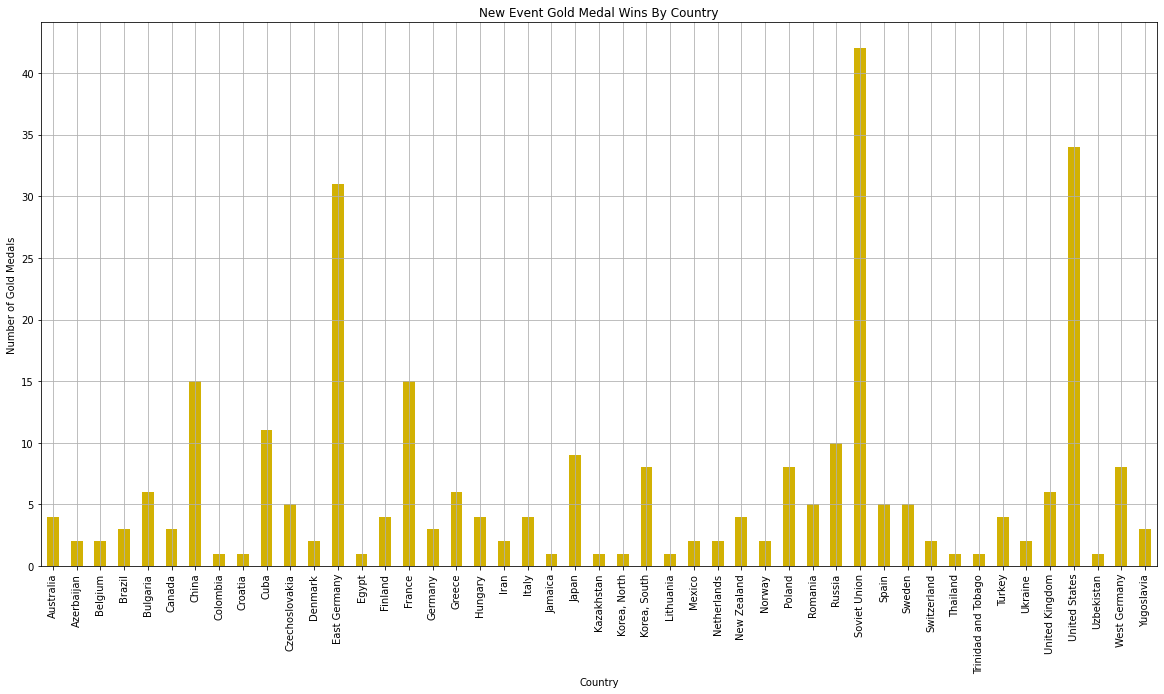 New Event Gold Medal Wins By Country
Number of Gold Medals
40
35
30
25
20
15
10
5
0
Australia
Azerbaijan
Belgium
Brazil
Bulgaria
Canada
China
Colombia
Croatia
Cuba
Czechoslovakia
Denmark
East Germany
Egypt
Finland
France
Germany
Greece
Hungary
Iran
Italy
Jamaica
Japan
Kazakhstan
Korea, North
Korea, South
Lithuania
Mexico
Netherlands
New Zealand
Norway
Poland
Romania
Russia
Soviet Union
Spain
Sweden
Switzerland
Thailand
Trinidad and Tobago
Turkey
Ukraine
United Kingdom
United States
Uzbekistan
West Germany
Yugoslavia
Country